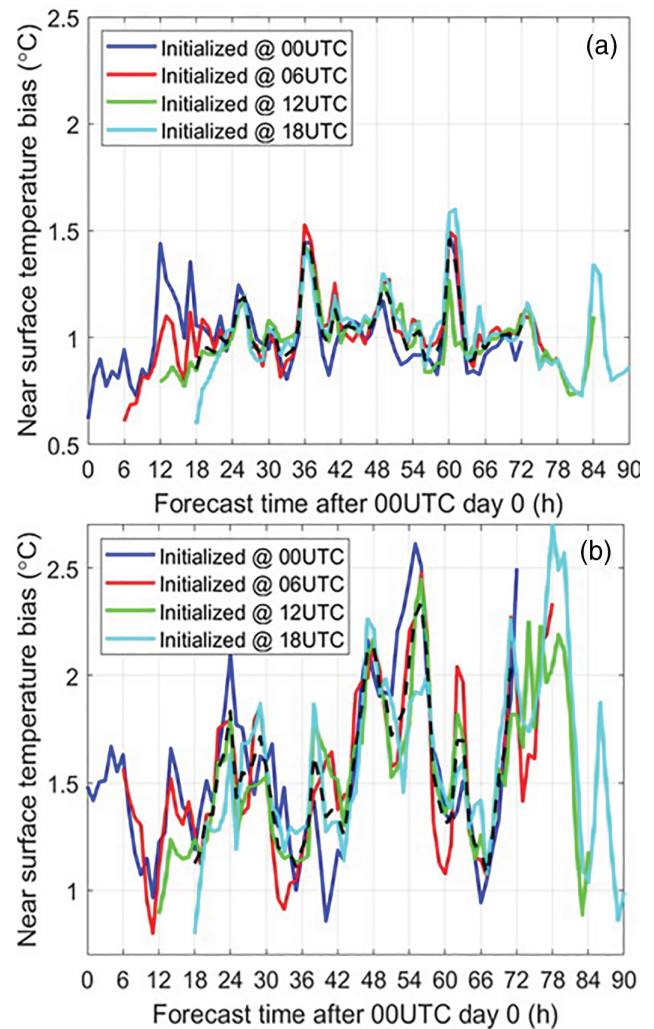 Near surface temperature bias (°C)
2.5
2
1.5
1
0.5
Initialized @ 00UTC
Initialized @ 06UTC
Initialized @ 12UTC
Initialized @ 18UTC
(a)
0 6 12 18 24 30 36 42 48 54 60 66 72 78 84 90
Forecast time after 00UTC day 0 (h)
Near surface temperature bias (°C)
2.5
2
1.5
1
Initialized @ 00UTC
Initialized @ 06UTC
Initialized @ 12UTC
Initialized @ 18UTC
(b)
0 6 12 18 24 30 36 42 48 54 60 66 72 78 84 90
Forecast time after 00UTC day 0 (h)